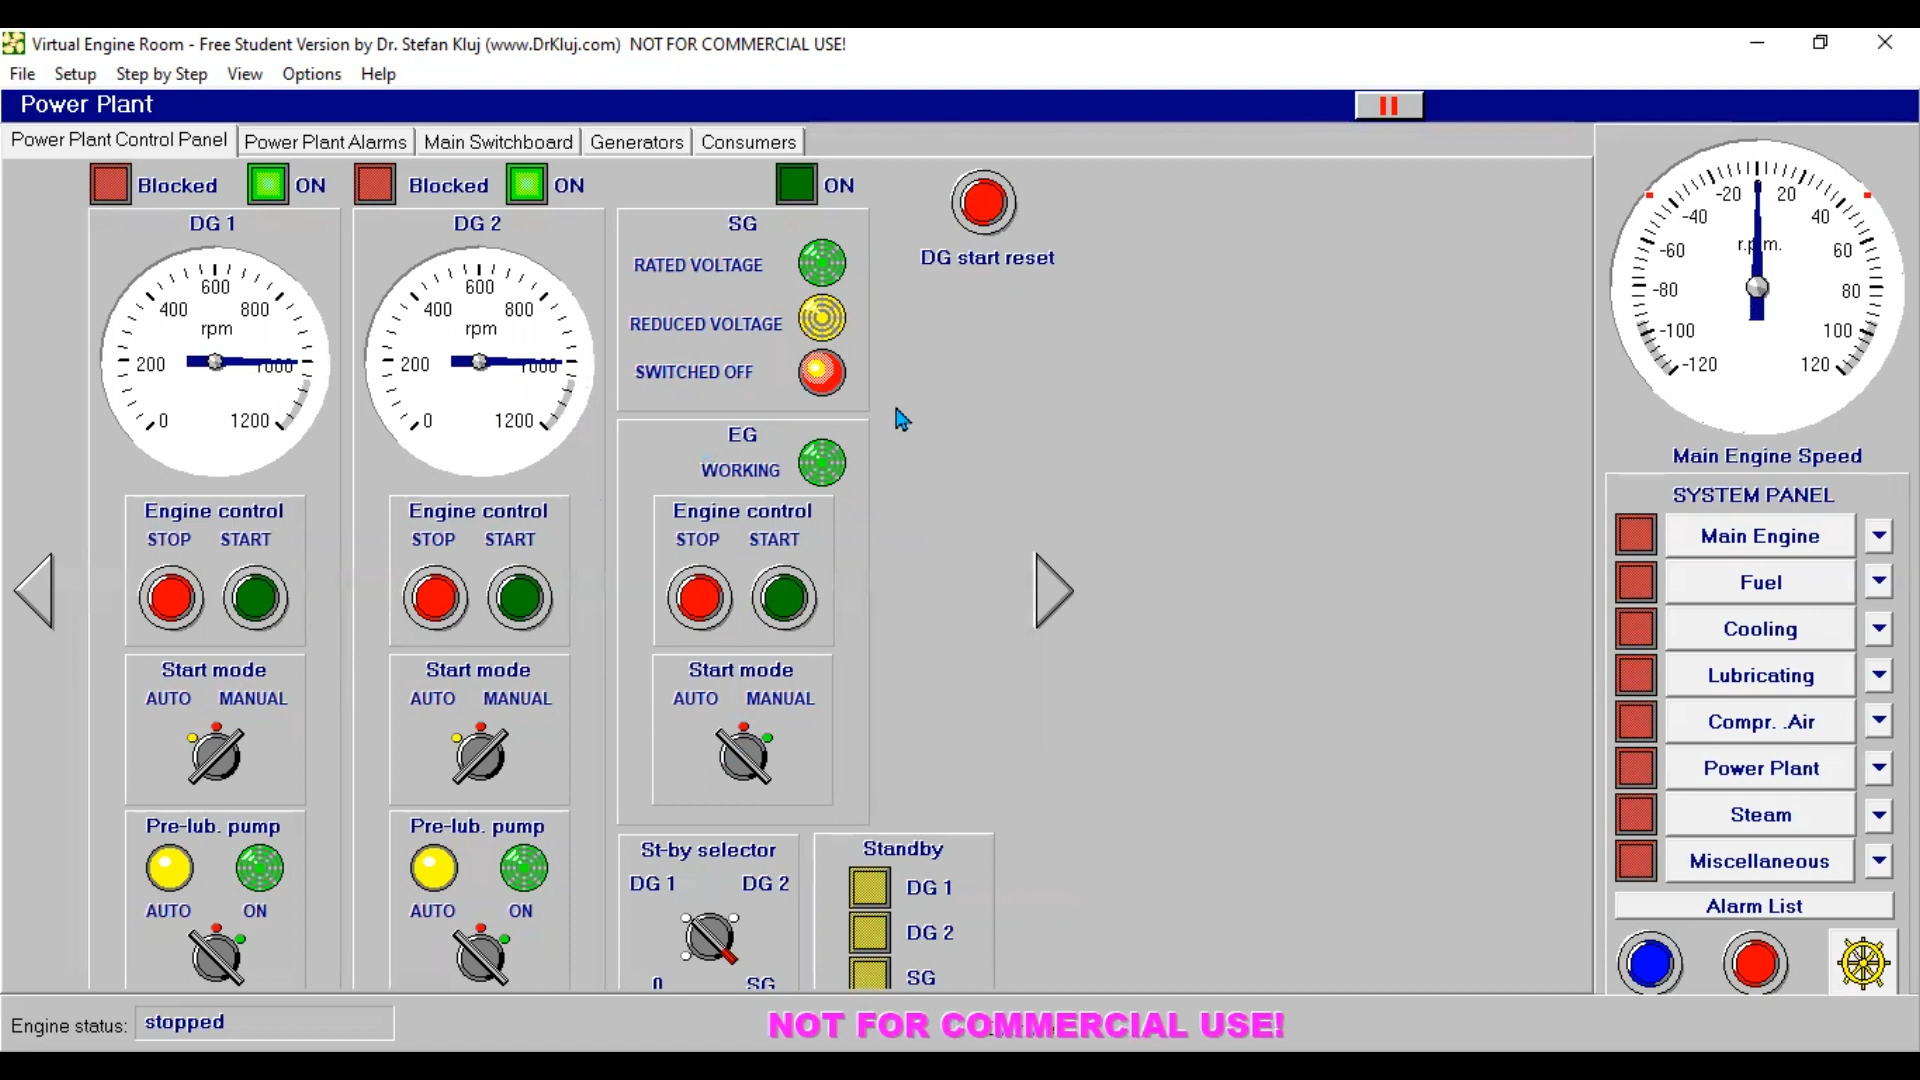 Virtual Engine Room - Free Student Version by Dr. Stefan Kluj (www.DrKluj.com)  NOT FOR COMMERCIAL USE!
File Setup Step by Step View Options Help
Power Plant
Power Plant Control Panel Power Plant Alarms Main Switchboard Generators Consumers
Blocked ON Blocked ON ON
DG 1
0 200 400 600 800 1000 1200
rpm
Engine control
STOP START
Start mode
AUTO MANUAL
Pre-lub. pump
AUTO ON
DG 2
0 200 400 600 800 1000 1200
rpm
Engine control
STOP START
Start mode
AUTO MANUAL
Pre-lub. pump
AUTO ON
SG
RATED VOLTAGE
REDUCED VOLTAGE
SWITCHED OFF
EG
WORKING
Engine control
STOP START
Start mode
AUTO MANUAL
St-by selector
DG 1 DG 2
0 SG
Standby
DG 1
DG 2
SG
DG start reset
-120 -100 -80 -60 -40 -20 20 40 60 80 100 120
r.p.m.
Main Engine Speed
SYSTEM PANEL
Main Engine
Fuel
Cooling
Lubricating
Compr. .Air
Power Plant
Steam
Miscellaneous
Alarm List
Engine status: stopped
NOT FOR COMMERCIAL USE!